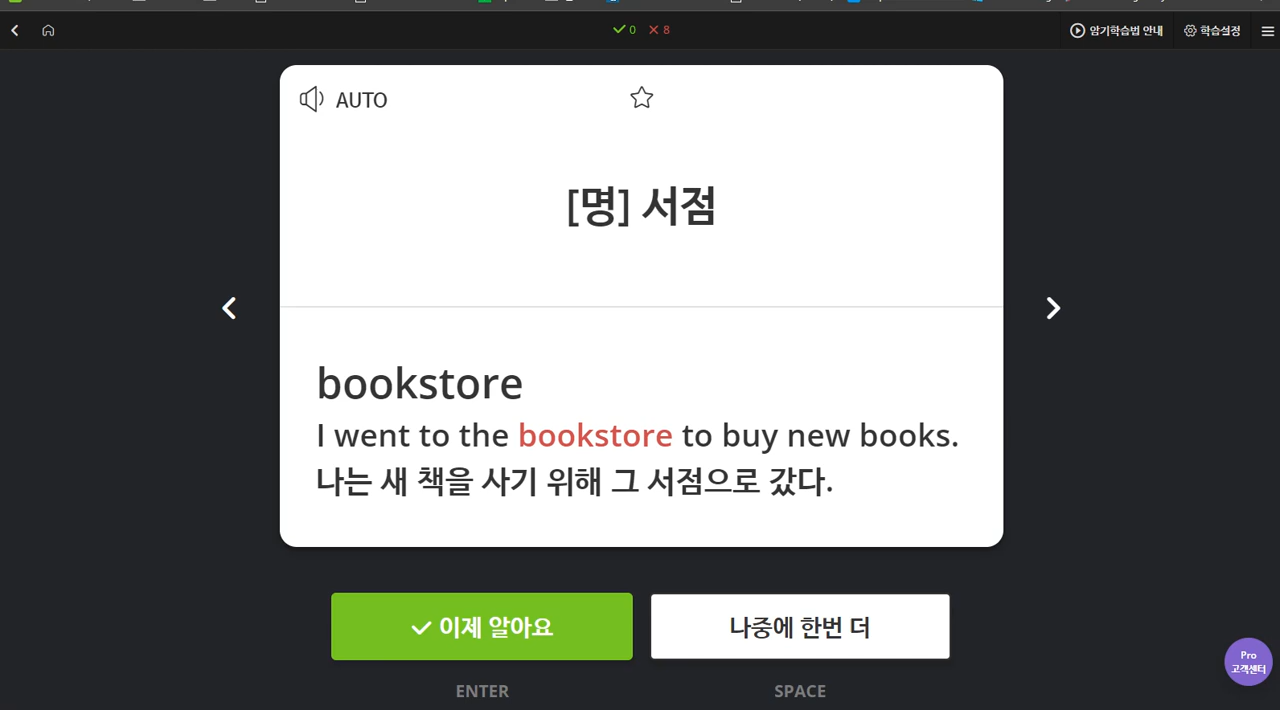 0 8
암기학습법 안내
학습설정
AUTO
[명] 서점
bookstore
I went to the bookstore to buy new books.
나는 새 책을 사기 위해 그 서점으로 갔다.
이제 알아요
나중에 한번 더
ENTER
SPACE
Pro
고객센터